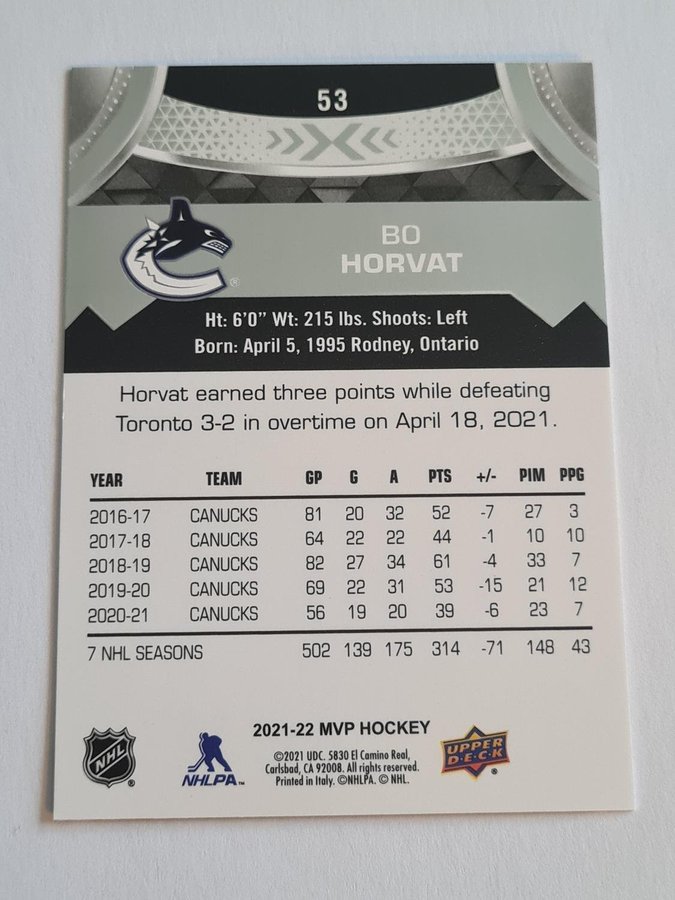 53
BO
HORVAT
®
Ht: 6'0" Wt: 215 lbs. Shoots: Left
Born: April 5, 1995 Rodney, Ontario
Horvat earned three points while defeating
Toronto 3-2 in overtime on April 18, 2021.
YEAR TEAM GP G A PTS +/- PIM PPG
2016-17 CANUCKS 81 20 32 52 -7 27 3
2017-18 CANUCKS 64 22 22 44 -1 10 10
2018-19 CANUCKS 82 27 34 61 -4 33 7
2019-20 CANUCKS 69 22 31 53 -15 21 12
2020-21 CANUCKS 56 19 20 39 -6 23 7
7 NHL SEASONS 502 139 175 314 -71 148 43
2021-22 MVP HOCKEY
©2021 UDC. 5830 El Camino Real,
Carlsbad, CA 92008. All rights reserved.
Printed in Italy. ©NHLPA. © NHL.
NHL ®
NHLPA™
UPPER
D·E·C·K ®